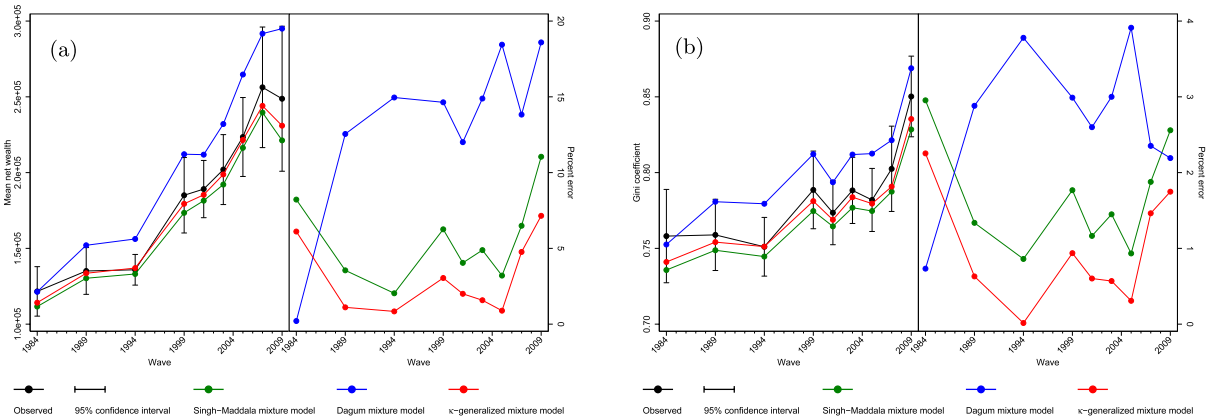 (a)
Mean net wealth
3.0e+05
2.5e+05
2.0e+05
1.5e+05
1.0e+05
20
15
10
5
0
Percent error
1984
1989
1994
1999
2004
2009
1984
1989
1994
1999
2004
2009
Wave
Wave
Observed
95% confidence interval
Singh−Maddala mixture model
Dagum mixture model
κ−generalized mixture model
(b)
Gini coefficient
0.90
0.85
0.80
0.75
0.70
4
3
2
1
0
Percent error
1984
1989
1994
1999
2004
2009
1984
1989
1994
1999
2004
2009
Wave
Wave
Observed
95% confidence interval
Singh−Maddala mixture model
Dagum mixture model
κ−generalized mixture model